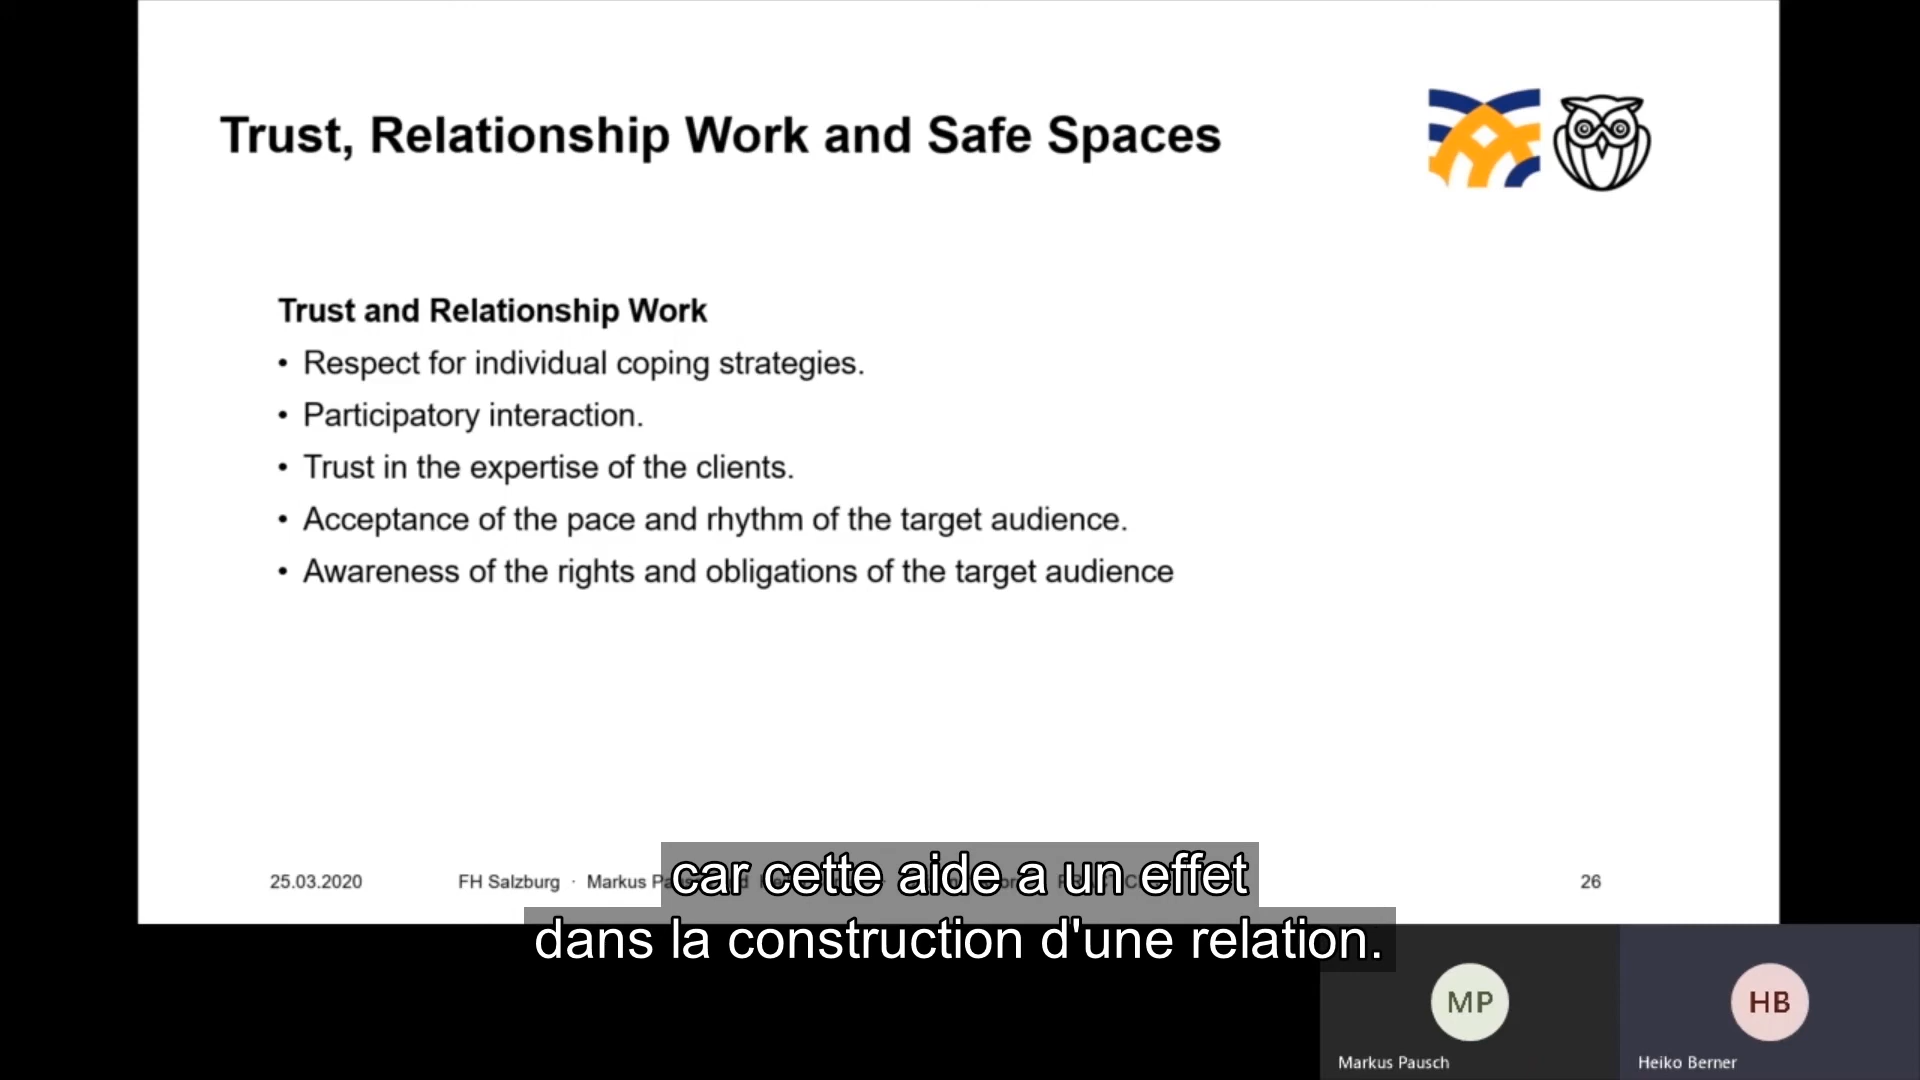 Trust, Relationship Work and Safe Spaces
Trust and Relationship Work
• Respect for individual coping strategies.
• Participatory interaction.
• Trust in the expertise of the clients.
• Acceptance of the pace and rhythm of the target audience.
• Awareness of the rights and obligations of the target audience
25.03.2020
FH Salzburg · Markus
26
car cette aide a un effet
dans la construction d'une relation.
MP
HB
Markus Pausch
Heiko Berner